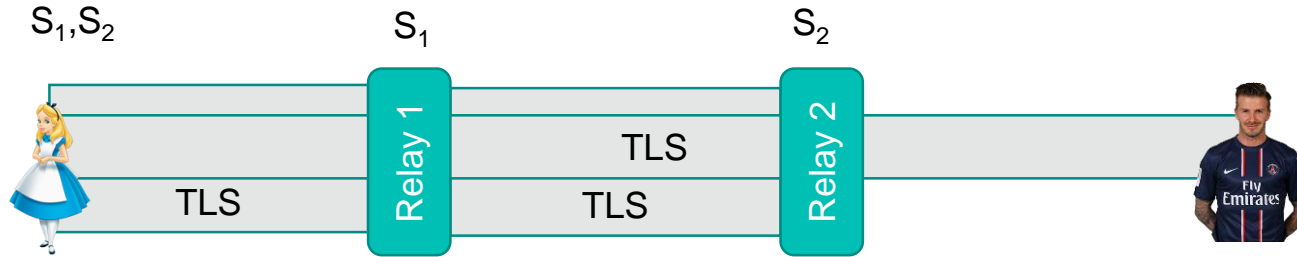 S₁,S₂
S₁
S₂
Relay 1
Relay 2
TLS
TLS
TLS
Fly
Emirates